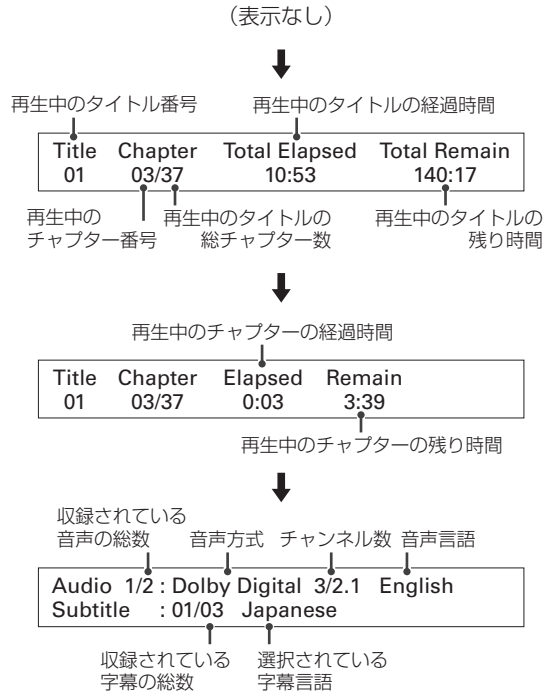 （表示なし）
再生中のタイトル番号 再生中のタイトルの経過時間
Title Chapter Total Elapsed Total Remain
01 03/37 10:53 140:17
再生中の
チャプター番号
再生中のタイトルの
総チャプター数
再生中のタイトルの
残り時間
再生中のチャプターの経過時間
Title Chapter Elapsed Remain
01 03/37 0:03 3:39
再生中のチャプターの残り時間
収録されている
音声の総数
音声方式 チャンネル数 音声言語
Audio 1/2 : Dolby Digital 3/2.1 English
Subtitle : 01/03 Japanese
収録されている
字幕の総数
選択されている
字幕言語